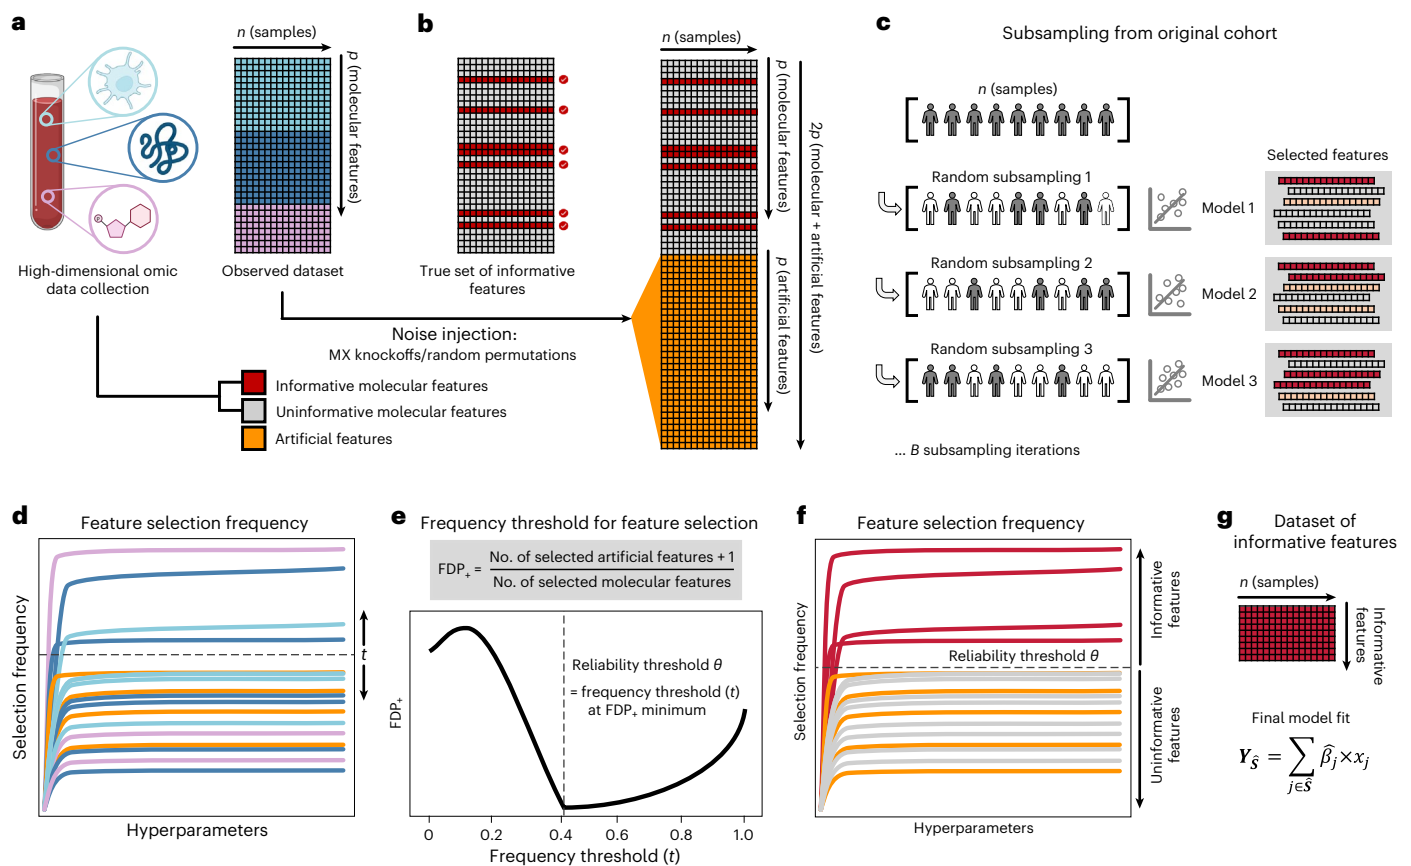 a
n (samples)
p (molecular features)
High-dimensional omic
data collection
Observed dataset
b
True set of informative
features
n (samples)
p (molecular features)
p (artificial features)
2p (molecular + artificial features)
Noise injection:
MX knockoffs/random permutations
Informative molecular features
Uninformative molecular features
Artificial features
c
Subsampling from original cohort
n (samples)
Selected features
Random subsampling 1
Model 1
Random subsampling 2
Model 2
Random subsampling 3
Model 3
... B subsampling iterations
d
Feature selection frequency
Selection frequency
t
Hyperparameters
e
Frequency threshold for feature selection
FDP₊ = No. of selected artificial features + 1
No. of selected molecular features
FDP₊
Reliability threshold θ
= frequency threshold (t)
at FDP₊ minimum
0 0.2 0.4 0.6 0.8 1.0
Frequency threshold (t)
f
Feature selection frequency
Selection frequency
Reliability threshold θ
Informative
features
Uninformative
features
Hyperparameters
g
Dataset of
informative features
n (samples)
Informative
features
Final model fit
Y_Ŝ = ∑_{j∈Ŝ} β̂_j × x_j